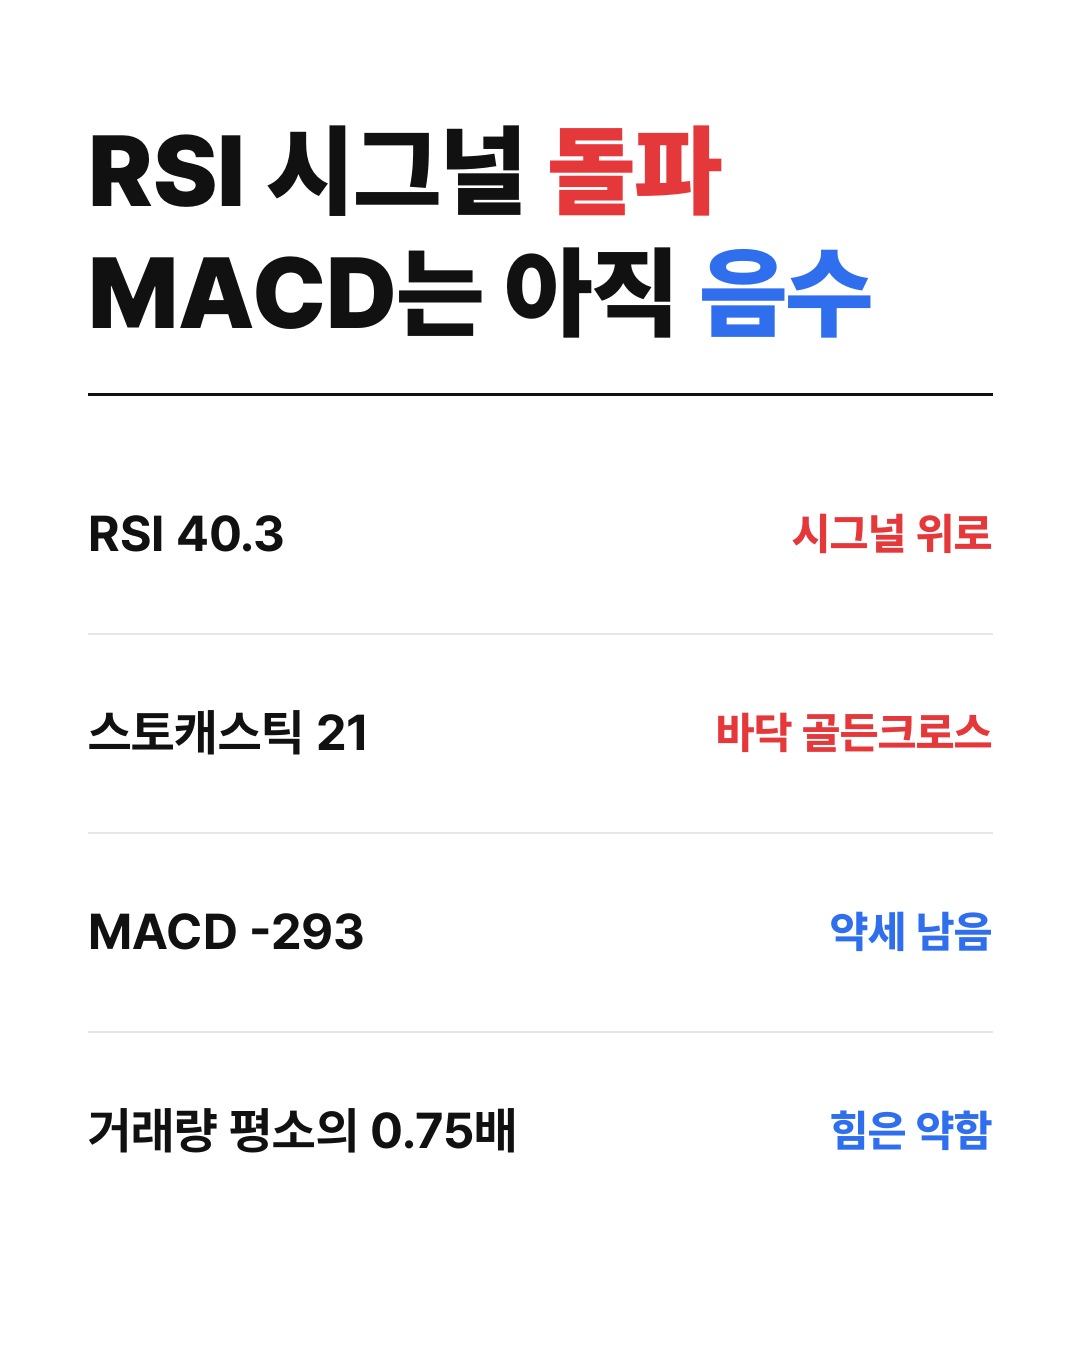 RSI 시그널 돌파
MACD는 아직 음수
RSI 40.3 시그널 위로
스토캐스틱 21 바닥 골든크로스
MACD -293 약세 남음
거래량 평소의 0.75배 힘은 약함